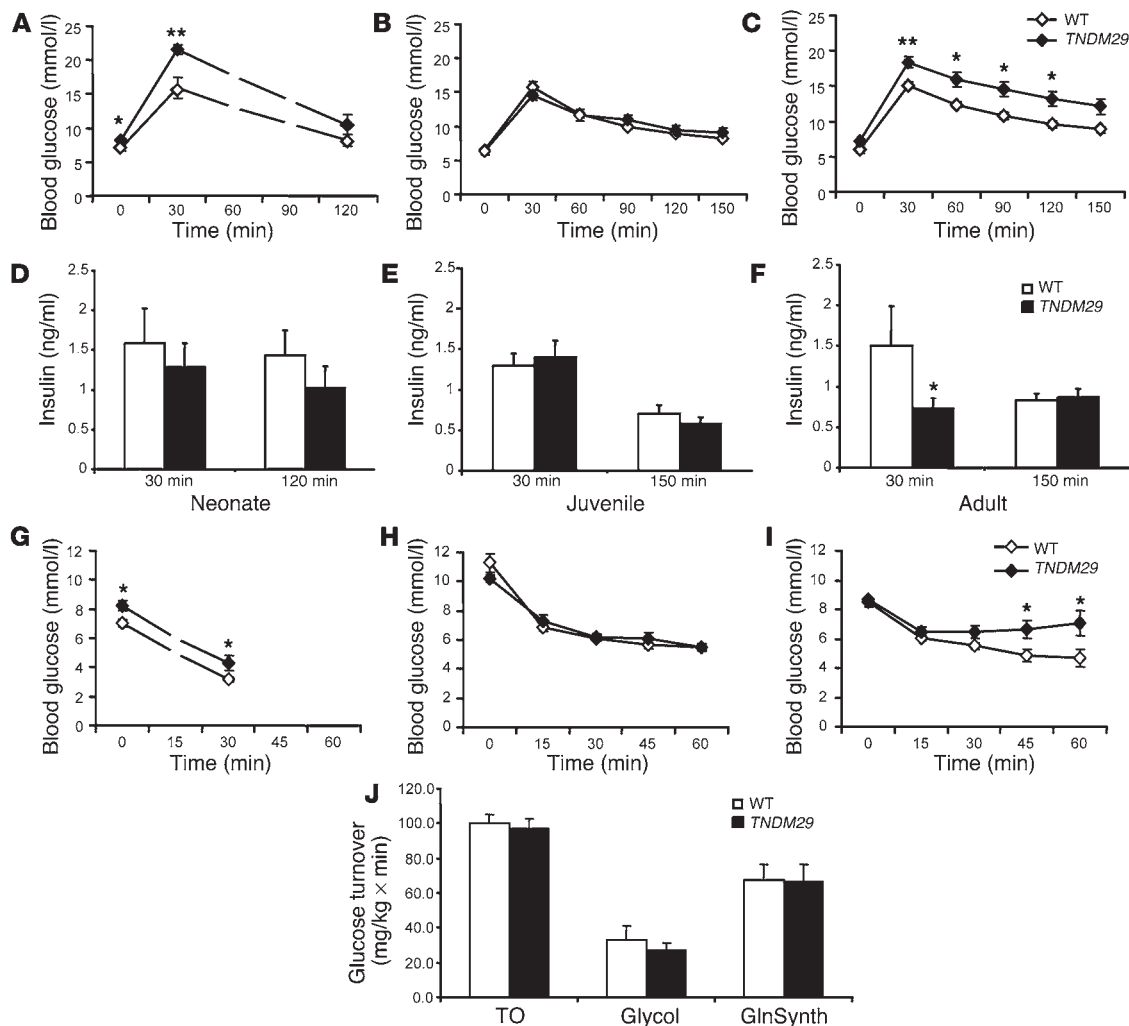 A
Blood glucose (mmol/l)
25
20
15
10
5
0
*
**
0 30 60 90 120
Time (min)
B
Blood glucose (mmol/l)
25
20
15
10
5
0
0 30 60 90 120 150
Time (min)
C
Blood glucose (mmol/l)
25
20
15
10
5
0
** * * *
WT
TNDM29
0 30 60 90 120 150
Time (min)
D
Insulin (ng/ml)
2.5
2
1.5
1
0.5
0
30 min 120 min
Neonate
E
Insulin (ng/ml)
2.5
2
1.5
1
0.5
0
30 min 150 min
Juvenile
F
Insulin (ng/ml)
2.5
2
1.5
1
0.5
0
*
WT
TNDM29
30 min 150 min
Adult
G
Blood glucose (mmol/l)
12
10
8
6
4
2
0
* *
0 15 30 45 60
Time (min)
H
Blood glucose (mmol/l)
12
10
8
6
4
2
0
0 15 30 45 60
Time (min)
I
Blood glucose (mmol/l)
12
10
8
6
4
2
0
WT
TNDM29
* *
0 15 30 45 60
Time (min)
J
Glucose turnover
(mg/kg × min)
120.0
100.0
80.0
60.0
40.0
20.0
0.0
WT
TNDM29
TO Glycol GlnSynth